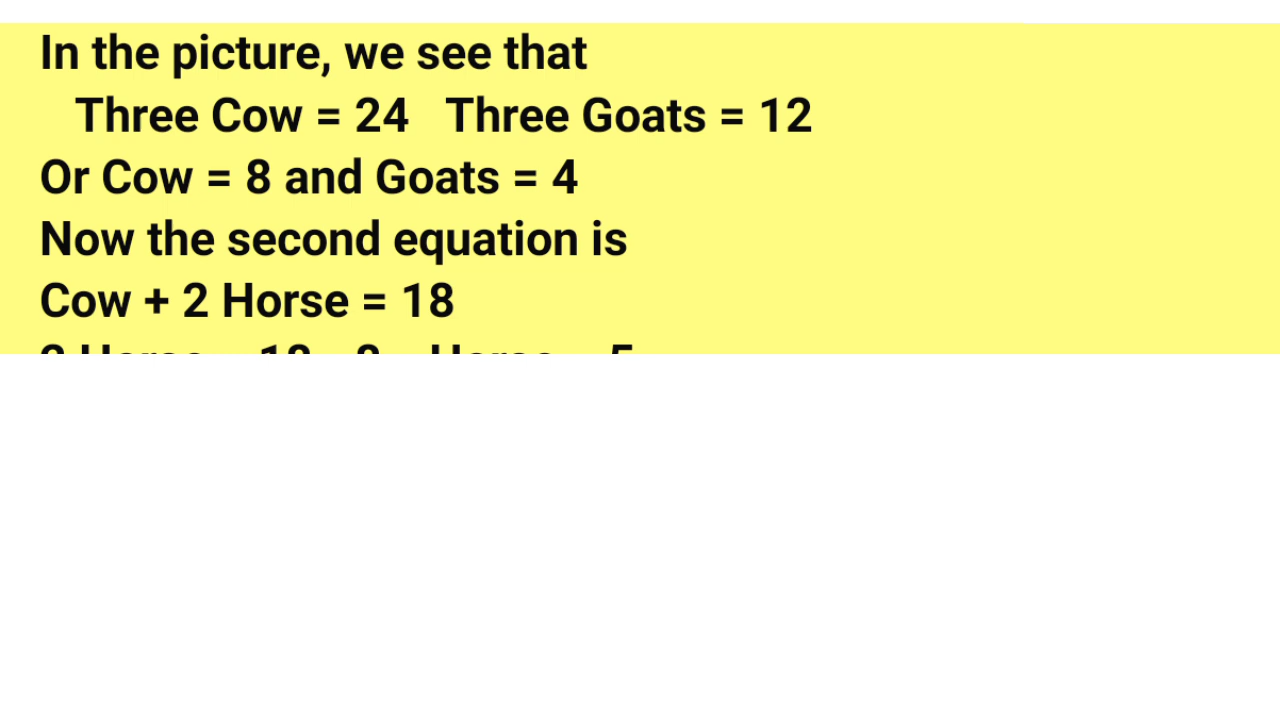 In the picture, we see that
Three Cow = 24 Three Goats = 12
Or Cow = 8 and Goats = 4
Now the second equation is
Cow + 2 Horse = 18